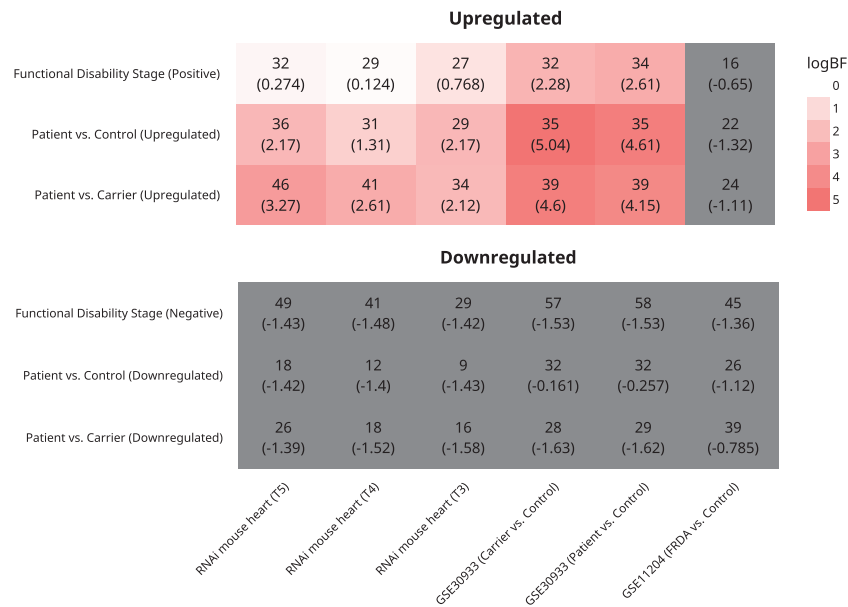 Upregulated
Functional Disability Stage (Positive)
32 29 27 32 34 16
(0.274) (0.124) (0.768) (2.28) (2.61) (-0.65)
Patient vs. Control (Upregulated)
36 31 29 35 35 22
(2.17) (1.31) (2.17) (5.04) (4.61) (-1.32)
Patient vs. Carrier (Upregulated)
46 41 34 39 39 24
(3.27) (2.61) (2.12) (4.6) (4.15) (-1.11)
logBF
0
1
2
3
4
5
Downregulated
Functional Disability Stage (Negative)
49 41 29 57 58 45
(-1.43) (-1.48) (-1.42) (-1.53) (-1.53) (-1.36)
Patient vs. Control (Downregulated)
18 12 9 32 32 26
(-1.42) (-1.4) (-1.43) (-0.161) (-0.257) (-1.12)
Patient vs. Carrier (Downregulated)
26 18 16 28 29 39
(-1.39) (-1.52) (-1.58) (-1.63) (-1.62) (-0.785)
RNAi mouse heart (T5)
RNAi mouse heart (T4)
RNAi mouse heart (T3)
GSE30933 (Carrier vs. Control)
GSE30933 (Patient vs. Control)
GSE11204 (FRDA vs. Control)